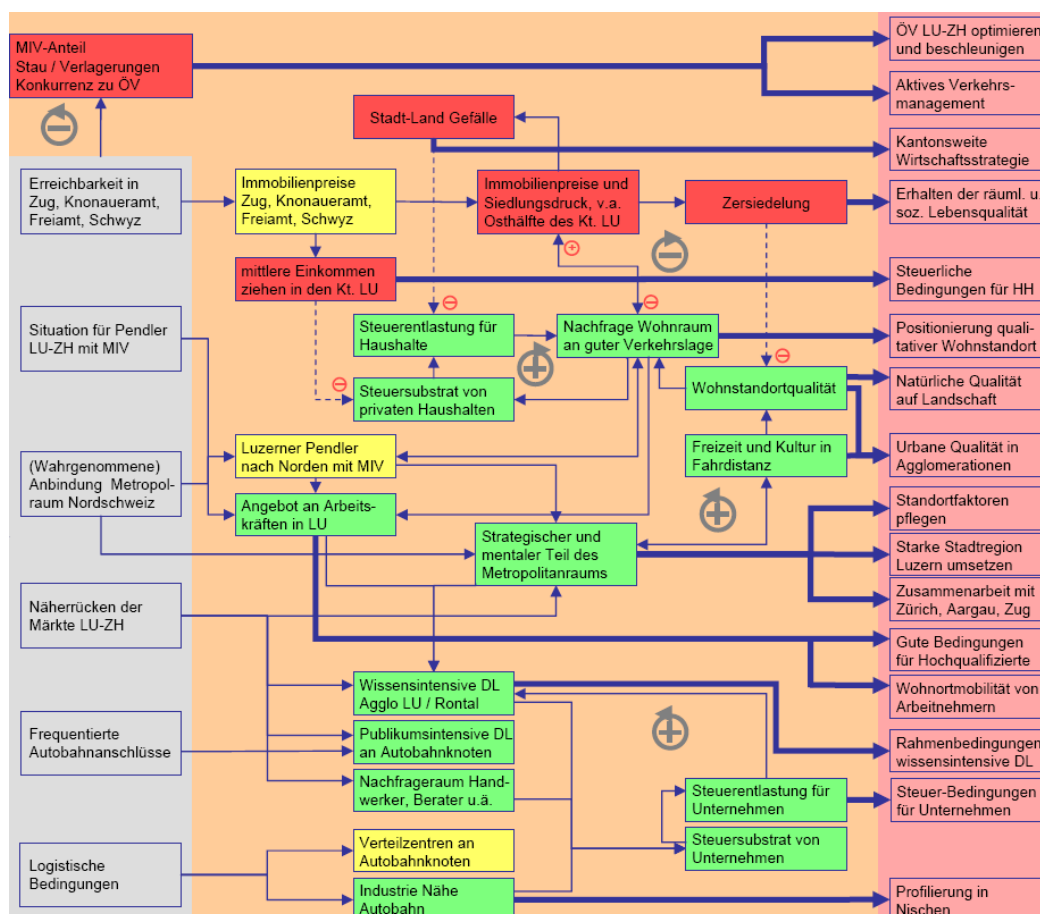 MIV-Anteil
Stau / Verlagerungen
Konkurrenz zu ÖV
ÖV LU-ZH optimieren
und beschleunigen
Aktives Verkehrs-
management
Stadt-Land Gefälle
Kantonsweite
Wirtschaftsstrategie
Erreichbarkeit in
Zug, Knonaueramt,
Freiamt, Schwyz
Immobilienpreise
Zug, Knonaueramt,
Freiamt, Schwyz
Immobilienpreise und
Siedlungsdruck, v.a.
Osthälfte des Kt. LU
Zersiedelung
Erhalten der räuml. u.
soz. Lebensqualität
mittlere Einkommen
ziehen in den Kt. LU
Steuerliche
Bedingungen für HH
Situation für Pendler
LU-ZH mit MIV
Steuerentlastung für
Haushalte
Nachfrage Wohnraum
an guter Verkehrslage
Positionierung quali-
tativer Wohnstandort
Steuersubstrat von
privaten Haushalten
Wohnstandortqualität
Natürliche Qualität
auf Landschaft
Luzerner Pendler
nach Norden mit MIV
Freizeit und Kultur in
Fahrdistanz
Urbane Qualität in
Agglomerationen
(Wahrgenommene)
Anbindung Metropol-
raum Nordschweiz
Angebot an Arbeits-
kräften in LU
Standortfaktoren
pflegen
Strategischer und
mentaler Teil des
Metropolitanraums
Starke Stadtregion
Luzern umsetzen
Näherrücken der
Märkte LU-ZH
Zusammenarbeit mit
Zürich, Aargau, Zug
Gute Bedingungen
für Hochqualifizierte
Wissensintensive DL
Agglo LU / Rontal
Wohnortmobilität von
Arbeitnehmern
Frequentierte
Autobahnanschlüsse
Publikumsintensive DL
an Autobahnknoten
Rahmenbedingungen
wissensintensive DL
Nachfrageraum Hand-
werker, Berater u.ä.
Steuerentlastung für
Unternehmen
Steuer-Bedingungen
für Unternehmen
Logistische
Bedingungen
Verteilzentren an
Autobahnknoten
Steuersubstrat von
Unternehmen
Industrie Nähe
Autobahn
Profilierung in
Nischen